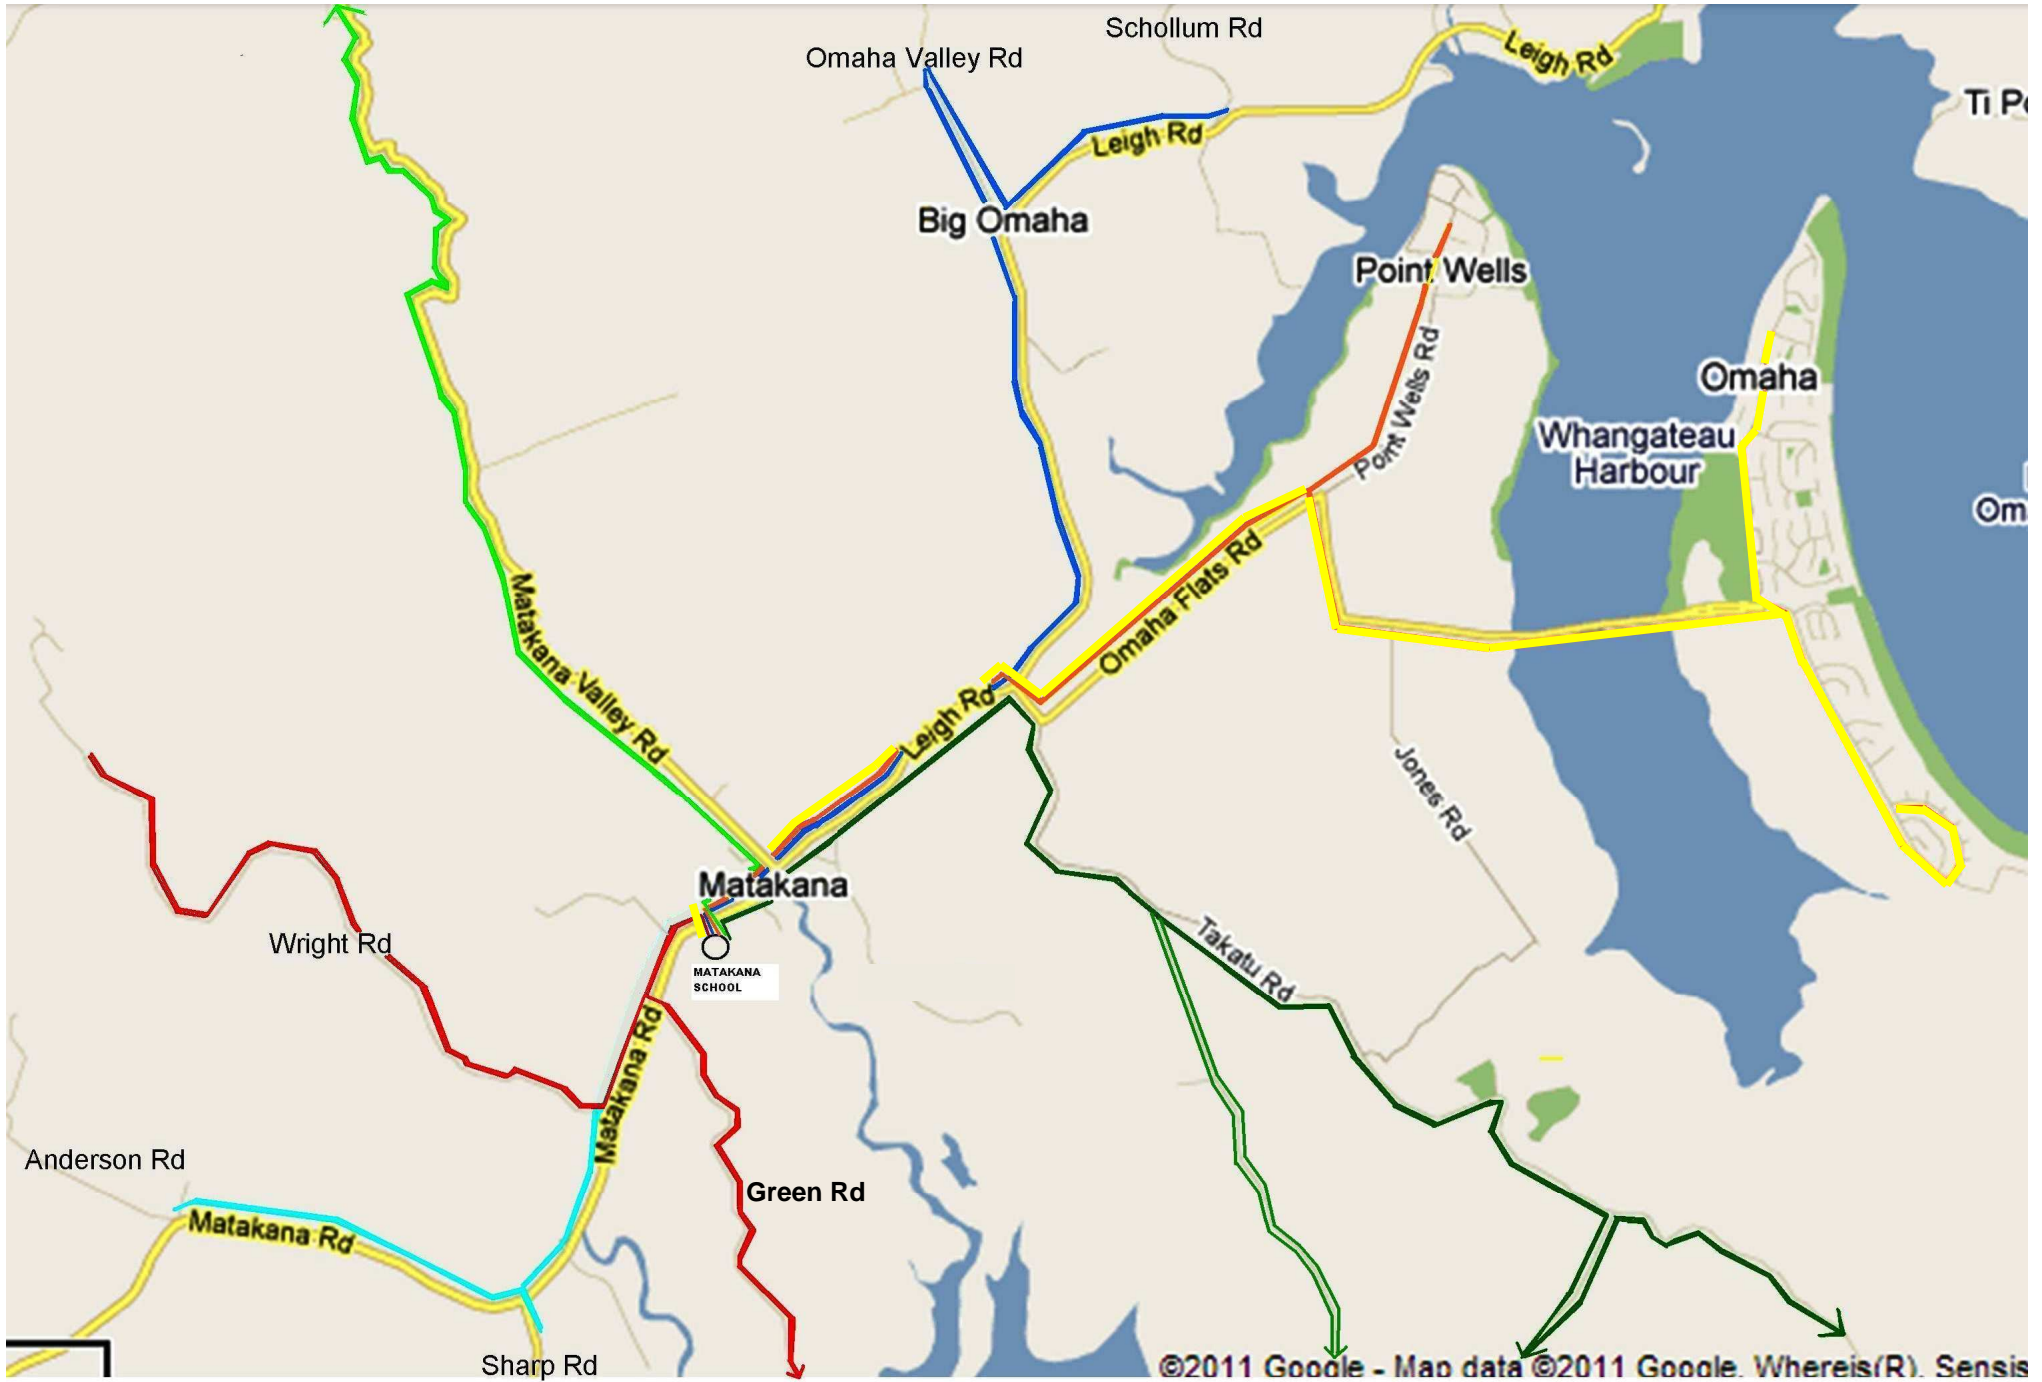 Schollum Rd
Omaha Valley Rd
Leigh Rd
Ti Po
Leigh Rd
Big Omaha
Point Wells
Point Wells Rd
Omaha
Whangateau
Harbour
Om
Omaha Flats Rd
Matakana Valley Rd
Leigh Rd
Jones Rd
Matakana
Wright Rd
MATAKANA
SCHOOL
Takatu Rd
Matakana Rd
Anderson Rd
Green Rd
Matakana Rd
Sharp Rd
©2011 Google - Map data ©2011 Google, Whereis(R), Sensis